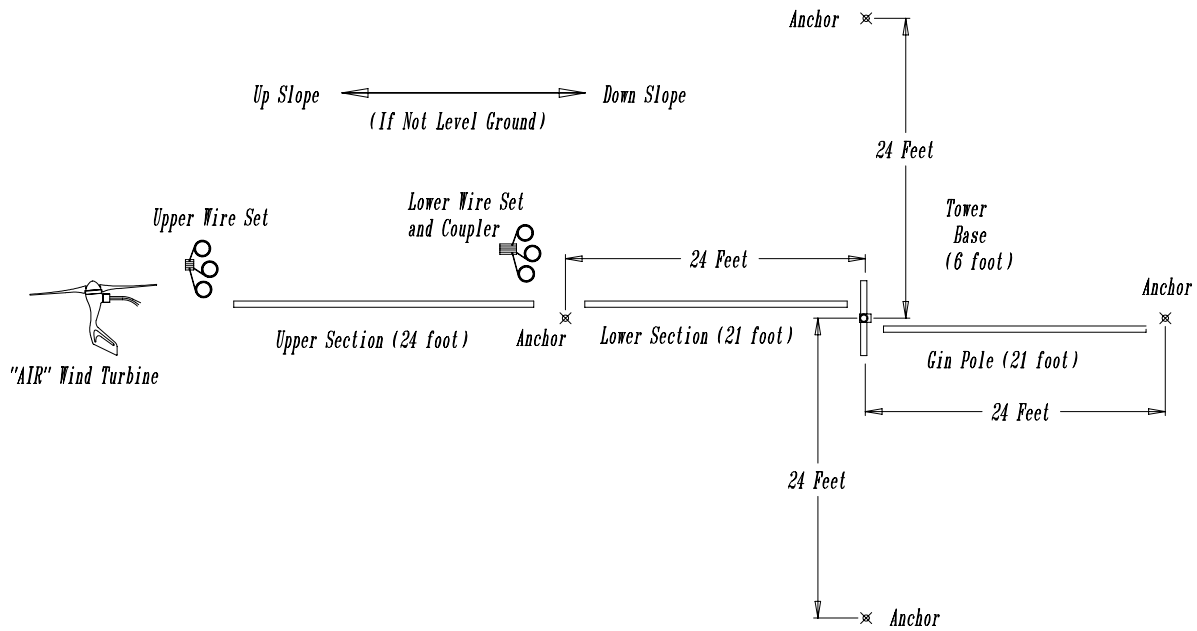 Anchor
Up Slope
Down Slope
(If Not Level Ground)
24 Feet
Upper Wire Set
Lower Wire Set
and Coupler
Tower
Base
(6 foot)
24 Feet
Anchor
Upper Section (24 foot)
Anchor
Lower Section (21 foot)
Gin Pole (21 foot)
"AIR" Wind Turbine
24 Feet
24 Feet
Anchor